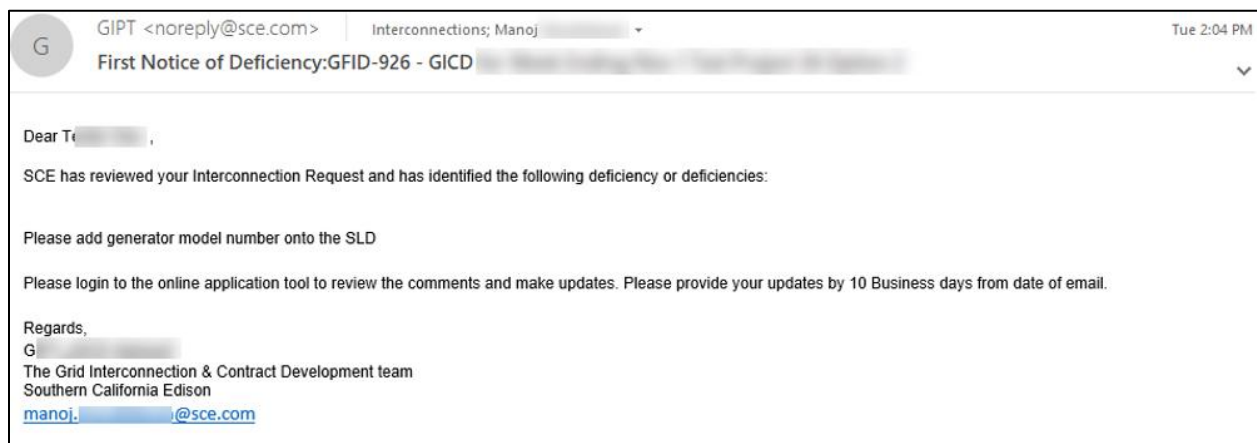 G
GIPT <noreply@sce.com>
Interconnections; Manoj
Tue 2:04 PM
First Notice of Deficiency:GFID-926 - GICD
Dear
,
SCE has reviewed your Interconnection Request and has identified the following deficiency or deficiencies:
Please add generator model number onto the SLD
Please login to the online application tool to review the comments and make updates. Please provide your updates by 10 Business days from date of email.
Regards,
G
The Grid Interconnection & Contract Development team
Southern California Edison
manoj. @sce.com